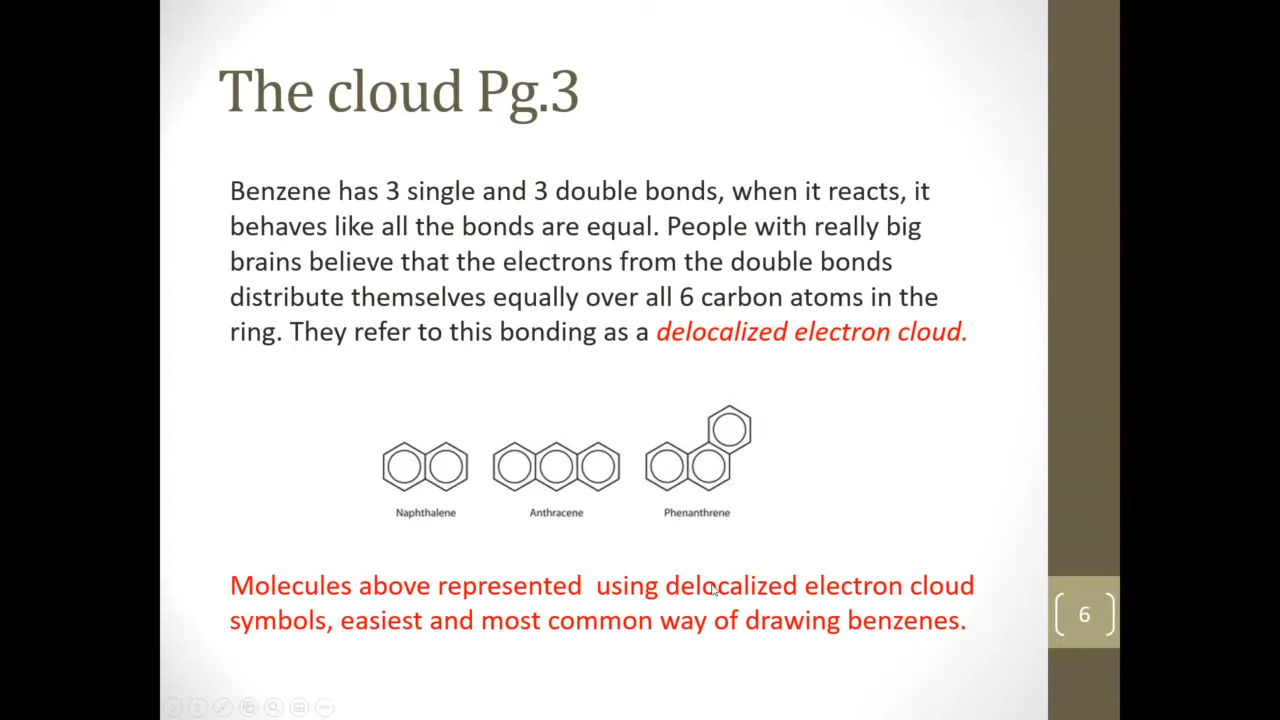 The cloud Pg.3
Benzene has 3 single and 3 double bonds, when it reacts, it
behaves like all the bonds are equal. People with really big
brains believe that the electrons from the double bonds
distribute themselves equally over all 6 carbon atoms in the
ring. They refer to this bonding as a delocalized electron cloud.
Naphthalene
Anthracene
Phenanthrene
Molecules above represented  using delocalized electron cloud
symbols, easiest and most common way of drawing benzenes.
6